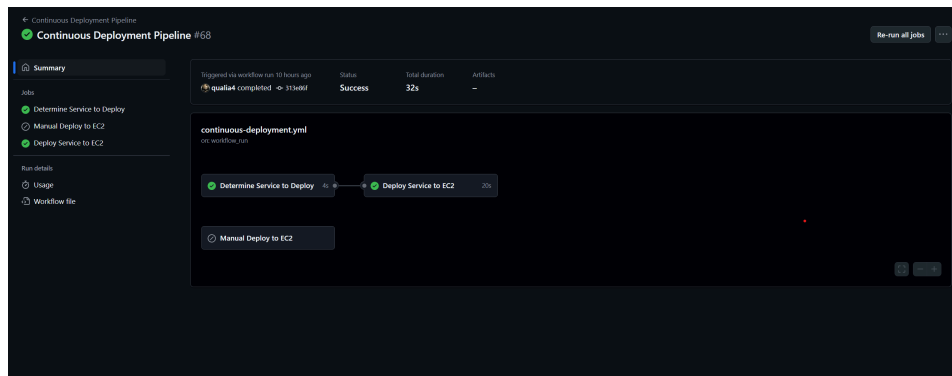 ← Continuous Deployment Pipeline
Continuous Deployment Pipeline #68
Re-run all jobs
Summary
Jobs
Determine Service to Deploy
Manual Deploy to EC2
Deploy Service to EC2
Run details
Usage
Workflow file
Triggered via workflow run 10 hours ago
qualia4 completed 313e86f
Status
Success
Total duration
32s
Artifacts
–
continuous-deployment.yml
on: workflow_run
Determine Service to Deploy 4s
Deploy Service to EC2 20s
Manual Deploy to EC2